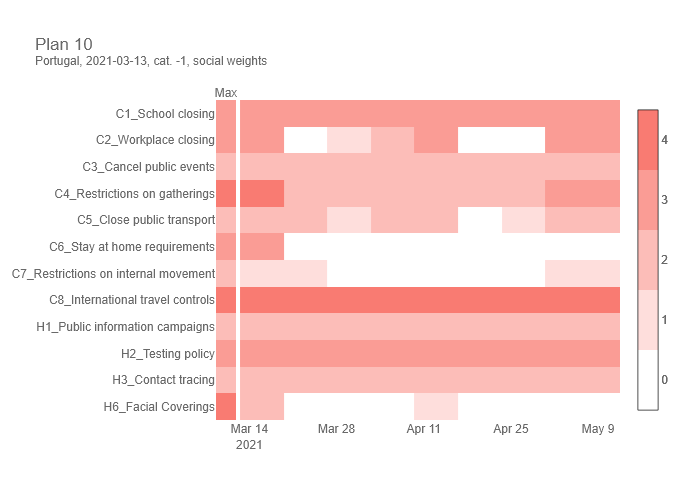 Plan 10
Portugal, 2021-03-13, cat. -1, social weights
Max
C1_School closing
C2_Workplace closing
C3_Cancel public events
C4_Restrictions on gatherings
C5_Close public transport
C6_Stay at home requirements
C7_Restrictions on internal movement
C8_International travel controls
H1_Public information campaigns
H2_Testing policy
H3_Contact tracing
H6_Facial Coverings
Mar 14 Mar 28 Apr 11 Apr 25 May 9
2021
4
3
2
1
0